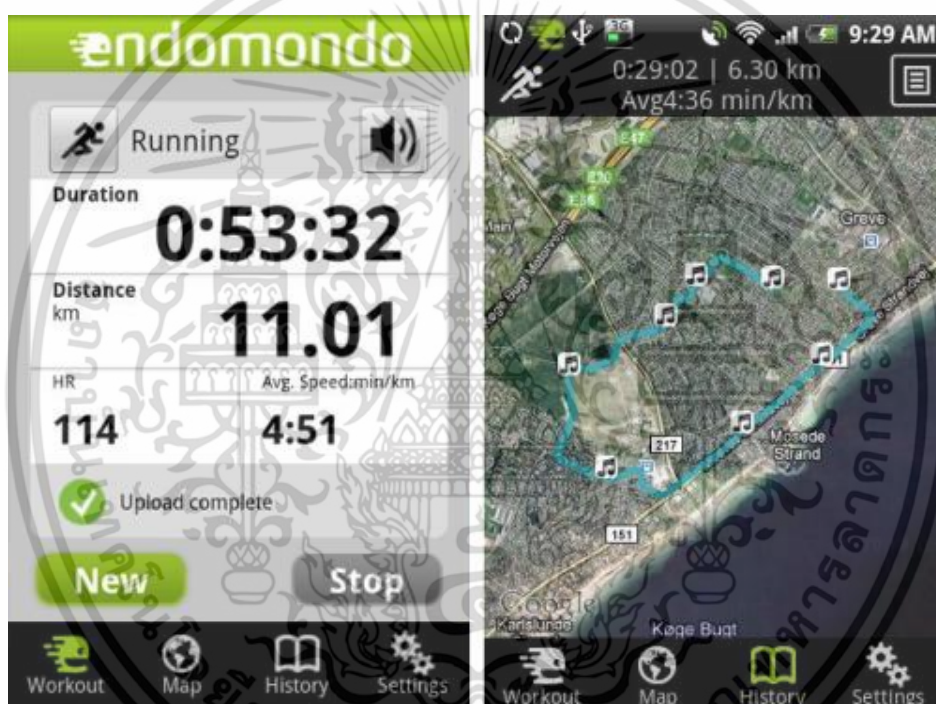 endomondo
Running
Duration
0:53:32
Distance
km
11.01
HR
Avg. Speed:min/km
114
4:51
Upload complete
New
Stop
Workout
Map
History
Settings
3G
9:29 AM
0:29:02 | 6.30 km
Avg4:36 min/km
E47
E20
E55
Greve
217
Mosede
Strand
151
Google
Karlslunde
Køge Bugt
Workout
Map
History
Settings